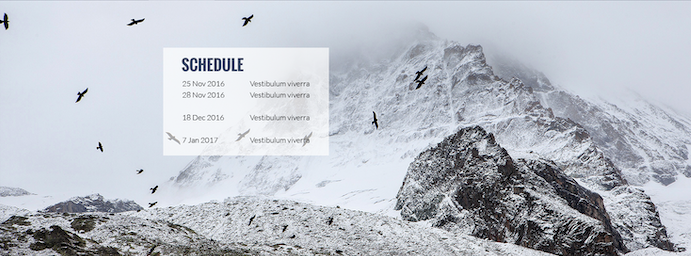 SCHEDULE
25 Nov 2016 Vestibulum viverra
28 Nov 2016 Vestibulum viverra
18 Dec 2016 Vestibulum viverra
7 Jan 2017 Vestibulum viverra